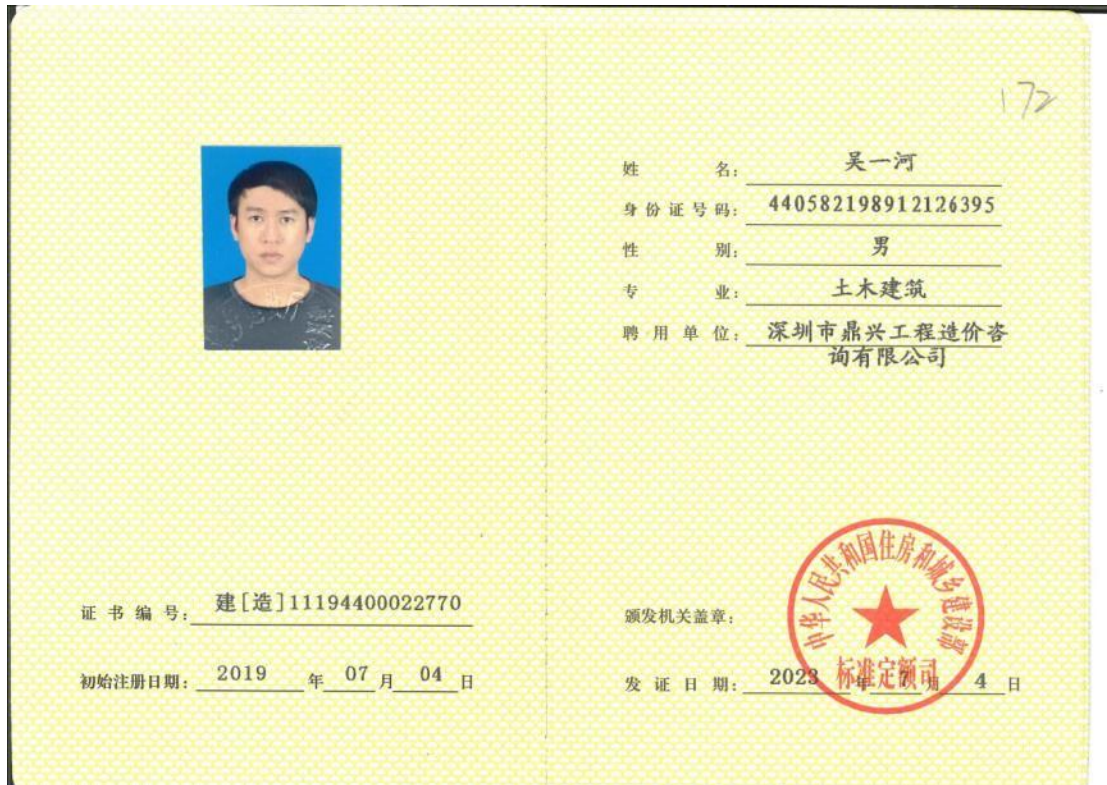 172
姓名：吴一河
身份证号码：440582198912126395
性别：男
专业：土木建筑
聘用单位：深圳市鼎兴工程造价咨
询有限公司
证书编号：建[造]11194400022770
初始注册日期：2019年07月04日
颁发机关盖章：
中华人民共和国住房和城乡建设部
标准定额司
发证日期：2023年7月4日